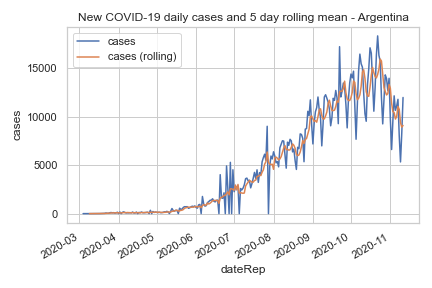 New COVID-19 daily cases and 5 day rolling mean - Argentina
cases
cases (rolling)
15000
10000
5000
0
cases
2020-03
2020-04
2020-05
2020-06
2020-07
2020-08
2020-09
2020-10
2020-11
dateRep